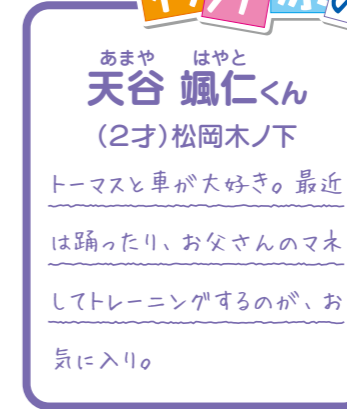 あまや はやと
天谷 颯仁くん
（2才）松岡木ノ下
トーマスと車が大好き。最近
は踊ったり、お父さんのマネ
してトレーニングするのが、お
気に入り。